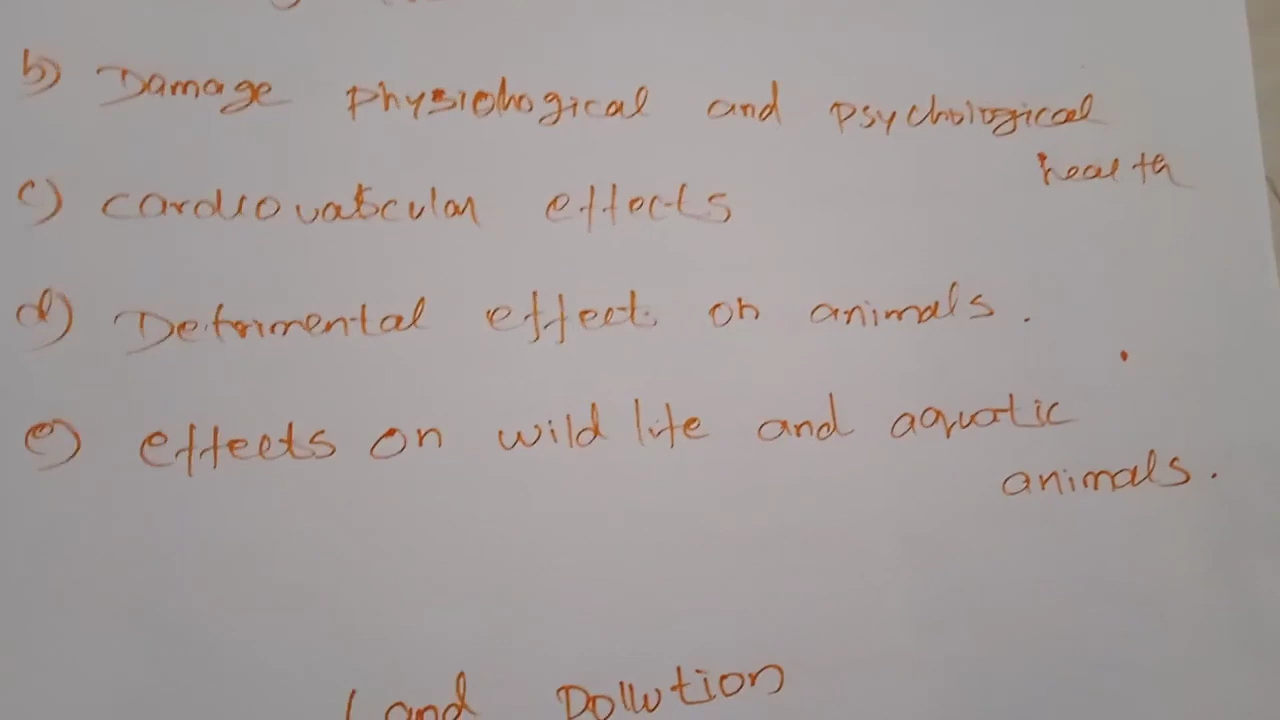 b) Damage physiological and psychological
health
c) cardiovascular effects
d) Detrimental effect on animals.
e) effects on wild life and aquatic
animals.
Land Pollution